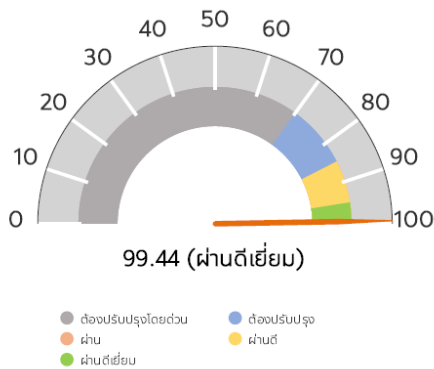 50
40 60
30 70
20 80
10 90
0 100
99.44 (ผ่านดีเยี่ยม)
ต้องปรับปรุงโดยด่วน ต้องปรับปรุง
ผ่าน ผ่านดี
ผ่านดีเยี่ยม